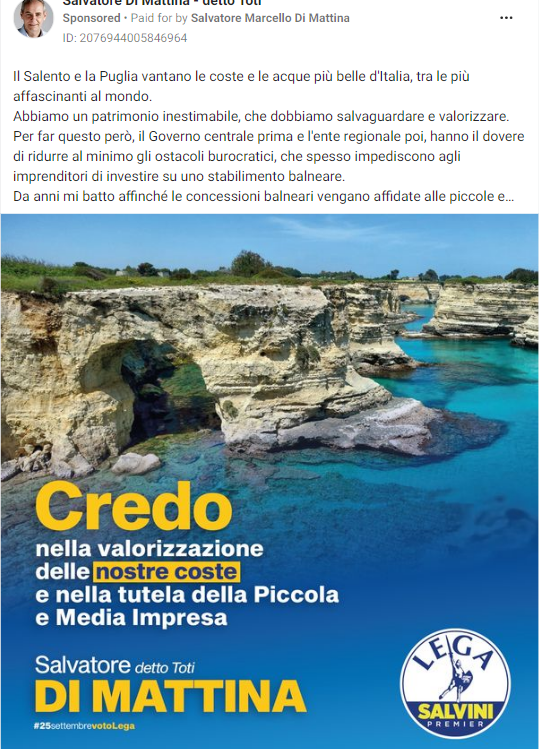 Salvatore Di Mattina - detto Toti
Sponsored • Paid for by Salvatore Marcello Di Mattina
ID: 2076944005846964
Il Salento e la Puglia vantano le coste e le acque più belle d'Italia, tra le più
affascinanti al mondo.
Abbiamo un patrimonio inestimabile, che dobbiamo salvaguardare e valorizzare.
Per far questo però, il Governo centrale prima e l'ente regionale poi, hanno il dovere
di ridurre al minimo gli ostacoli burocratici, che spesso impediscono agli
imprenditori di investire su uno stabilimento balneare.
Da anni mi batto affinché le concessioni balneari vengano affidate alle piccole e...
Credo
nella valorizzazione
delle nostre coste
e nella tutela della Piccola
e Media Impresa
Salvatore detto Toti
DI MATTINA
#25settembrevotoLega
LEGA
SALVINI
PREMIER